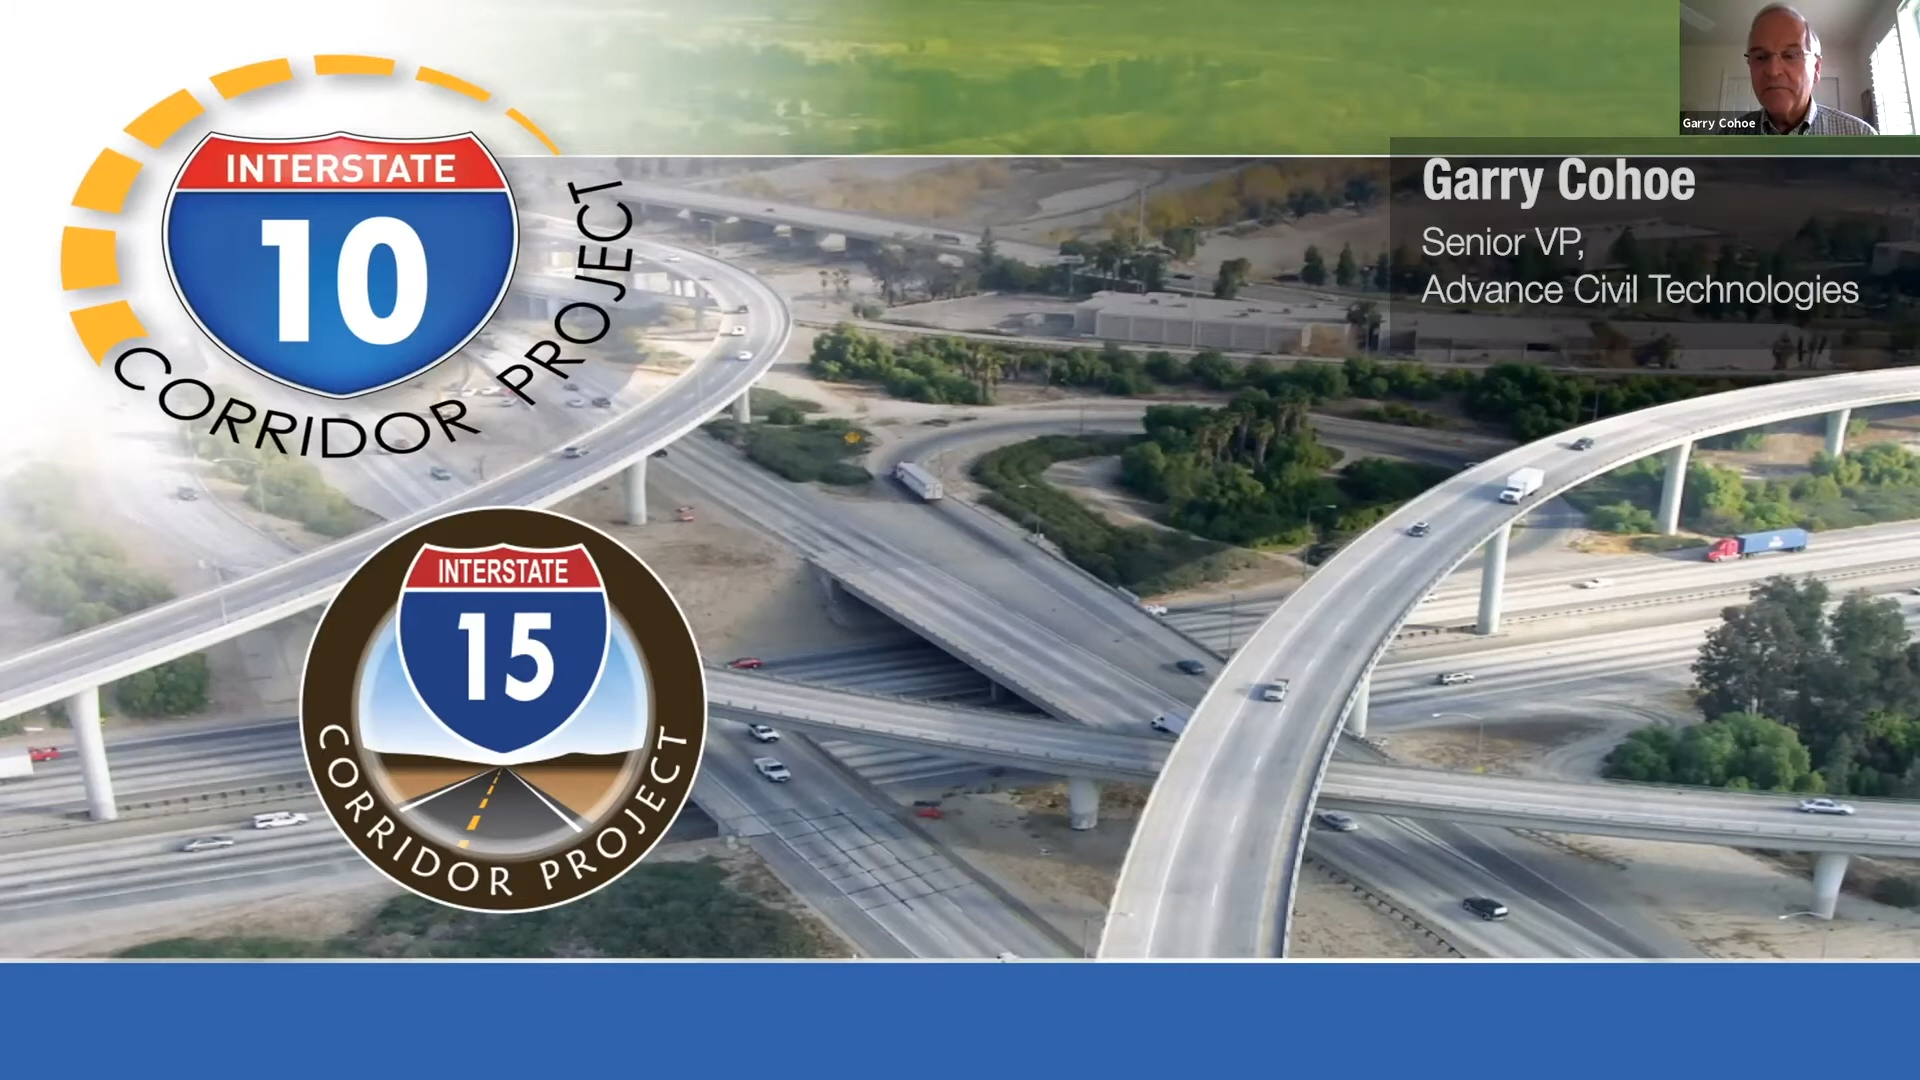 INTERSTATE
10
CORRIDOR PROJECT
INTERSTATE
15
CORRIDOR PROJECT
Garry Cohoe
Garry Cohoe
Senior VP,
Advance Civil Technologies